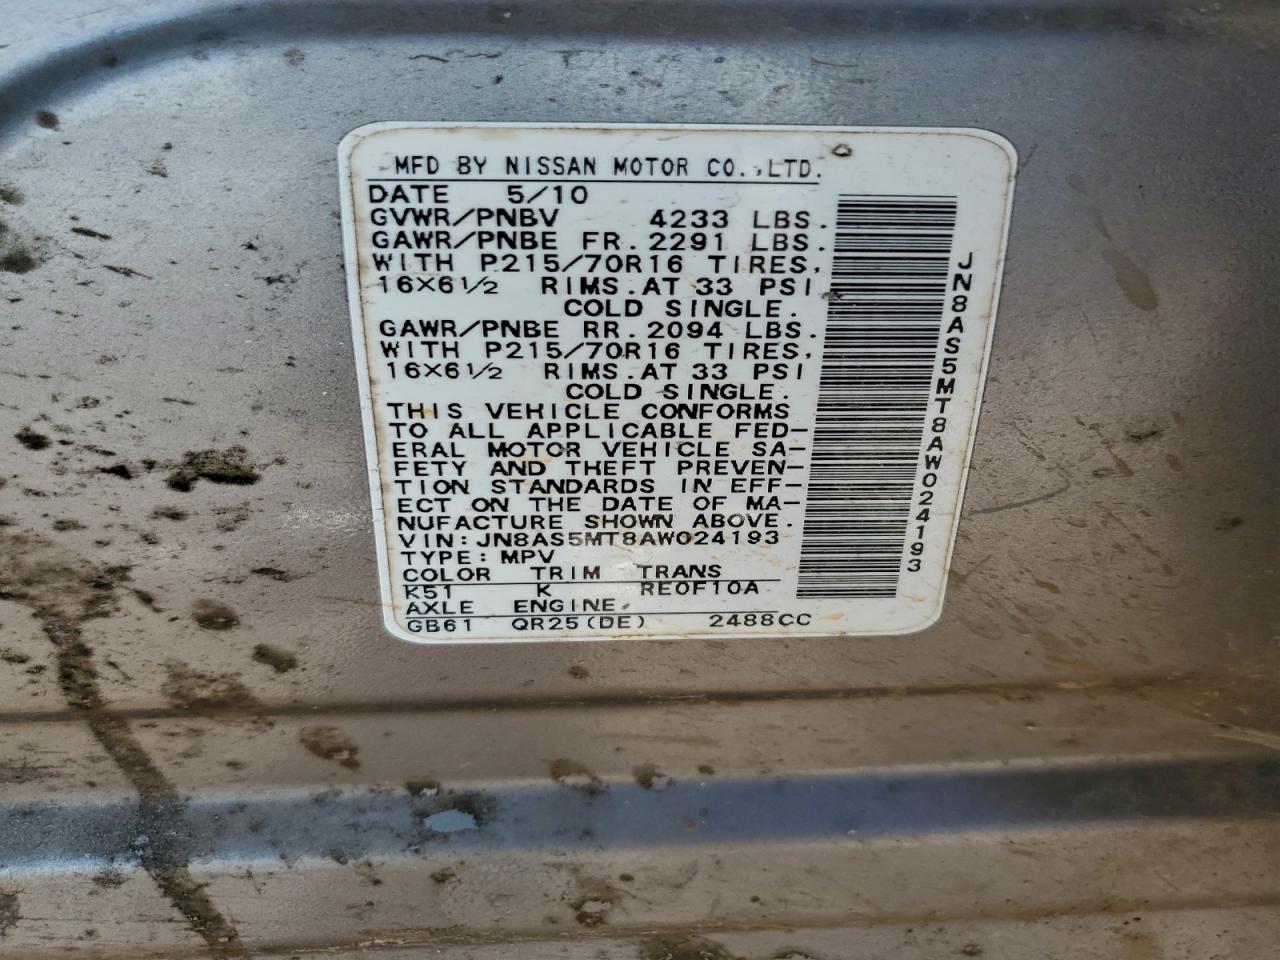 MFD BY NISSAN MOTOR CO.,LTD.
DATE 5/10
GVWR/PNBV 4233 LBS.
GAWR/PNBE FR. 2291 LBS.
WITH P215/70R16 TIRES,
16X6½ RIMS.AT 33 PSI
COLD SINGLE.
GAWR/PNBE RR. 2094 LBS.
WITH P215/70R16 TIRES,
16X6½ RIMS.AT 33 PSI
COLD SINGLE.
THIS VEHICLE CONFORMS
TO ALL APPLICABLE FED-
ERAL MOTOR VEHICLE SA-
FETY AND THEFT PREVEN-
TION STANDARDS IN EFF-
ECT ON THE DATE OF MA-
NUFACTURE SHOWN ABOVE.
VIN:JN8AS5MT8AW024193
TYPE:MPV
COLOR TRIM TRANS
K51 K RE0F10A
AXLE ENGINE
GB61 QR25(DE) 2488CC
JN8AS5MT8AW024193